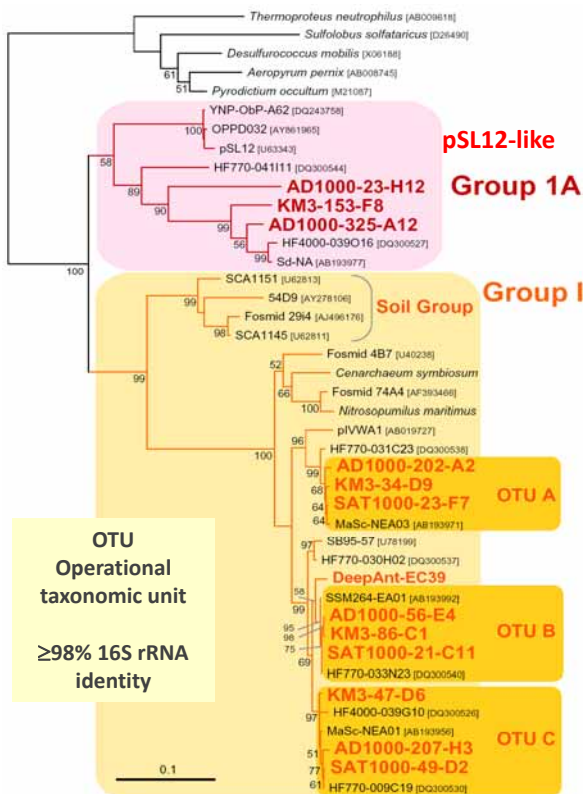 Thermoproteus neutrophilus [AB009618]
Sulfolobus solfataricus [D26490]
Desulfurococcus mobilis [X06188]
61
Aeropyrum pernix [AB008745]
51
Pyrodictium occultum [M21087]
YNP-ObP-A62 [DQ243758]
100
OPPD032 [AY861965]
pSL12-like
58
pSL12 [U63343]
HF770-041I11 [DQ300544]
Group 1A
89
AD1000-23-H12
90
KM3-153-F8
AD1000-325-A12
56
HF4000-039O16 [DQ300527]
99
Sd-NA [AB193977]
100
SCA1151 [U62813]
Group I
99
54D9 [AY278106]
Soil Group
Fosmid 29i4 [AJ496176]
98
SCA1145 [U62811]
Fosmid 4B7 [U40238]
52
99
Cenarchaeum symbiosum
66
Fosmid 74A4 [AF393466]
100
Nitrosopumilus maritimus
pIVWA1 [AB019727]
96
100
HF770-031C23 [DQ300538]
99
AD1000-202-A2
68
KM3-34-D9
OTU A
SAT1000-23-F7
64
64
MaSc-NEA03 [AB193971]
SB95-57 [U78199]
97
HF770-030H02 [DQ300537]
DeepAnt-EC39
58
SSM264-EA01 [AB193992]
99
AD1000-56-E4
95
98
KM3-86-C1
OTU B
75
SAT1000-21-C11
69
HF770-033N23 [DQ300540]
KM3-47-D6
97
HF4000-039G10 [DQ300526]
MaSc-NEA01 [AB193956]
OTU C
51
AD1000-207-H3
77
SAT1000-49-D2
61
HF770-009C19 [DQ300530]
OTU
Operational
taxonomic unit
≥98% 16S rRNA
identity
0.1